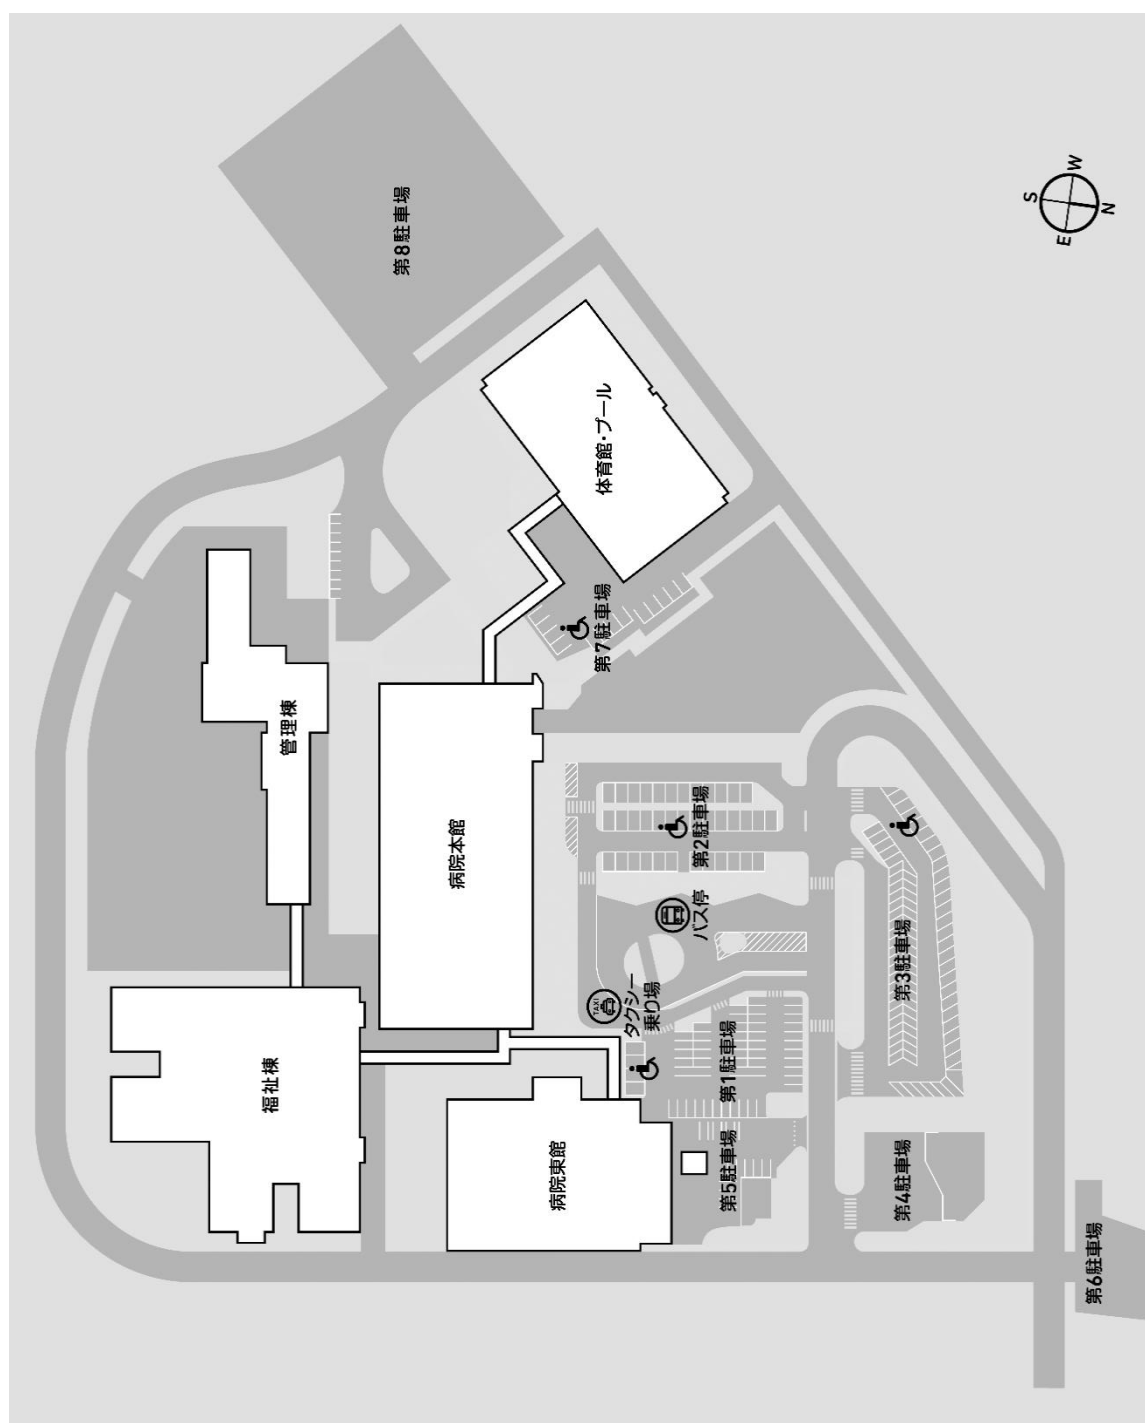 第8駐車場
S
W
E
N
体育館・プール
第7駐車場
管理棟
病院本館
第2駐車場
バス停
TAXI
タクシー
乗り場
第3駐車場
第1駐車場
福祉棟
病院東館
第5駐車場
第4駐車場
第6駐車場